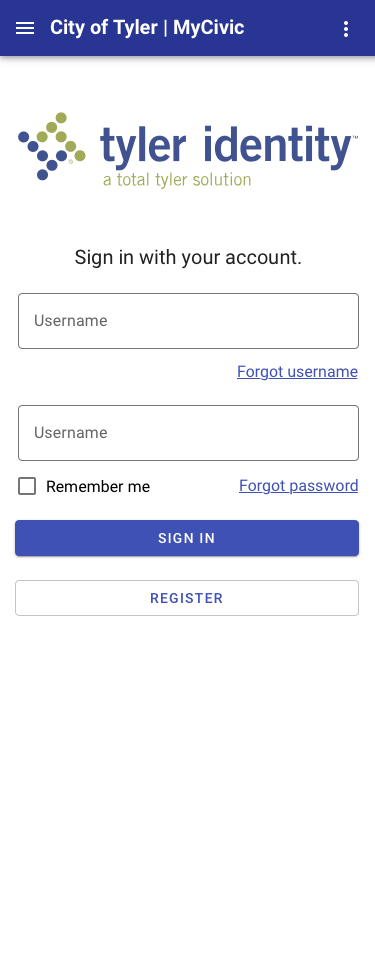 City of Tyler | MyCivic
tyler identity™
a total tyler solution
®
Sign in with your account.
Username
Forgot username
Username
Remember me
Forgot password
SIGN IN
REGISTER